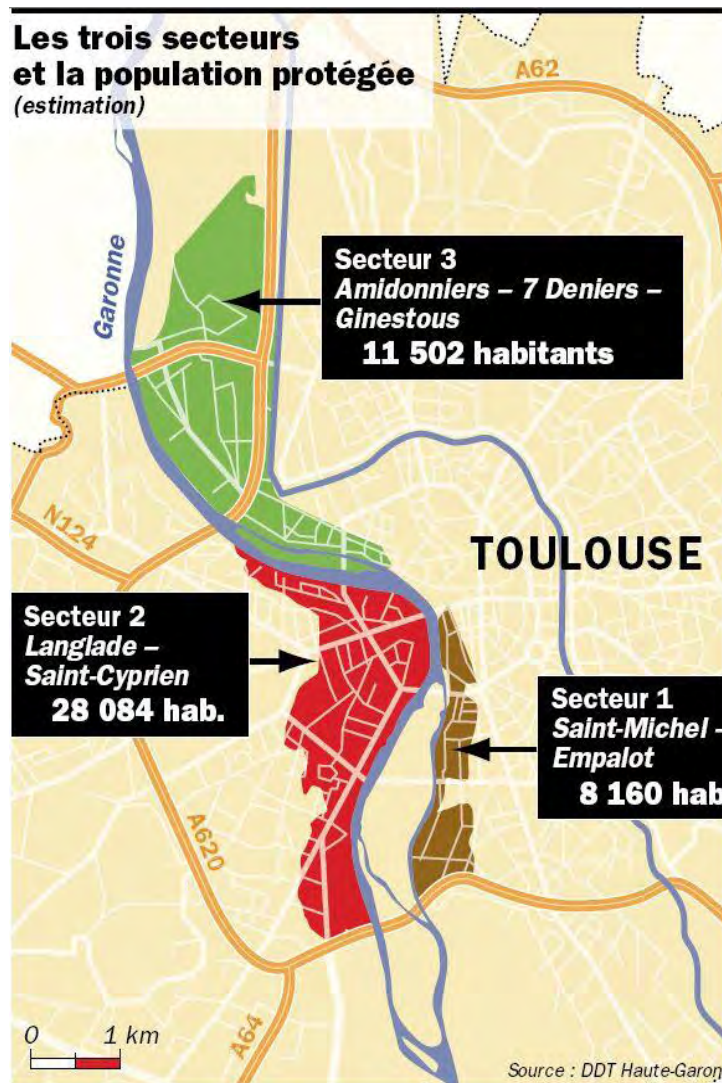 Les trois secteurs
et la population protégée
(estimation)
A62
Garonne
Secteur 3
Amidonniers – 7 Deniers –
Ginestous
11 502 habitants
N124
TOULOUSE
Secteur 2
Langlade –
Saint-Cyprien
28 084 hab.
Secteur 1
Saint-Michel –
Empalot
8 160 hab
A620
A64
0 1 km
Source : DDT Haute-Garon